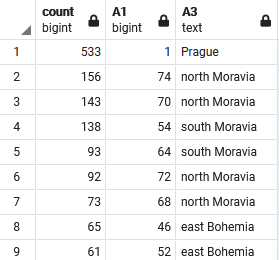 count A1 A3
bigint bigint text
1 533 1 Prague
2 156 74 north Moravia
3 143 70 north Moravia
4 138 54 south Moravia
5 93 64 south Moravia
6 92 72 north Moravia
7 73 68 north Moravia
8 65 46 east Bohemia
9 61 52 east Bohemia